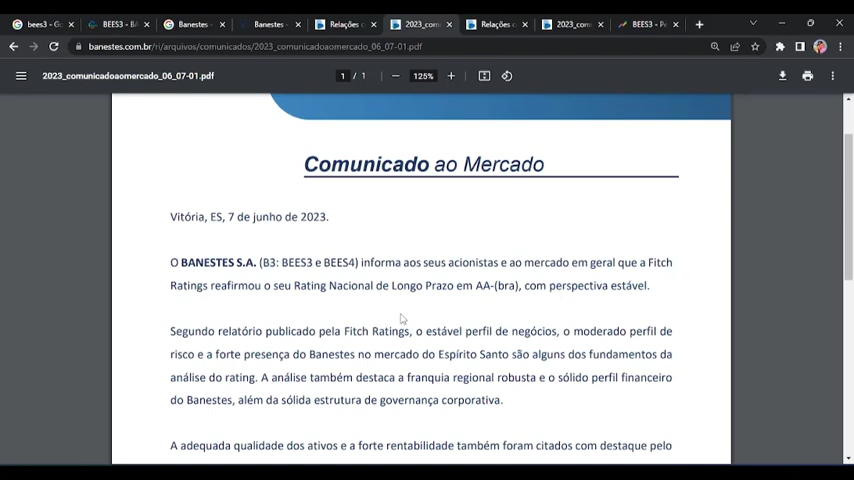 bees3 - Go
BEES3 - BA
Banestes -
Banestes -
Relações c
2023_com
Relações c
2023_com
BEES3 - Pe
banestes.com.br/ri/arquivos/comunicados/2023_comunicadoaomercado_06_07-01.pdf
2023_comunicadoaomercado_06_07-01.pdf
1 / 1
125%
Comunicado ao Mercado
Vitória, ES, 7 de junho de 2023.
O BANESTES S.A. (B3: BEES3 e BEES4) informa aos seus acionistas e ao mercado em geral que a Fitch
Ratings reafirmou o seu Rating Nacional de Longo Prazo em AA-(bra), com perspectiva estável.
Segundo relatório publicado pela Fitch Ratings, o estável perfil de negócios, o moderado perfil de
risco e a forte presença do Banestes no mercado do Espírito Santo são alguns dos fundamentos da
análise do rating. A análise também destaca a franquia regional robusta e o sólido perfil financeiro
do Banestes, além da sólida estrutura de governança corporativa.
A adequada qualidade dos ativos e a forte rentabilidade também foram citados com destaque pelo